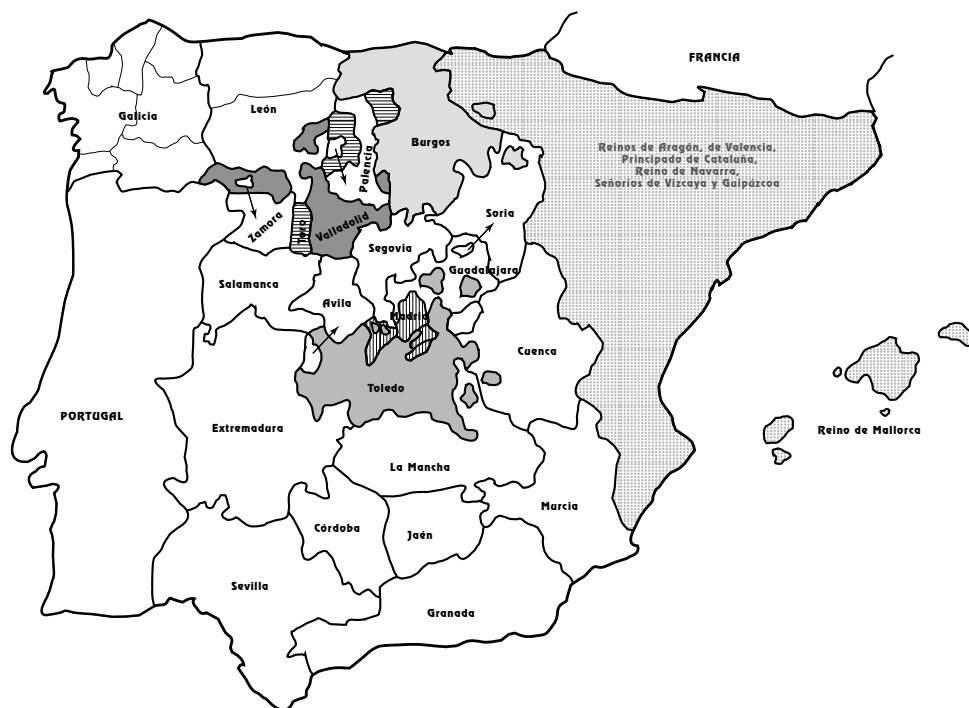 FRANCIA
Galicia
León
Burgos
Palencia
Reinos de Aragón, de Valencia,
Principado de Cataluña,
Reino de Navarra,
Señoríos de Vizcaya y Guipúzcoa
Zamora
Toro
Valladolid
Soria
Segovia
Guadalajara
Salamanca
Avila
Madrid
Cuenca
Toledo
PORTUGAL
Extremadura
Reino de Mallorca
La Mancha
Murcia
Córdoba
Jaén
Sevilla
Granada